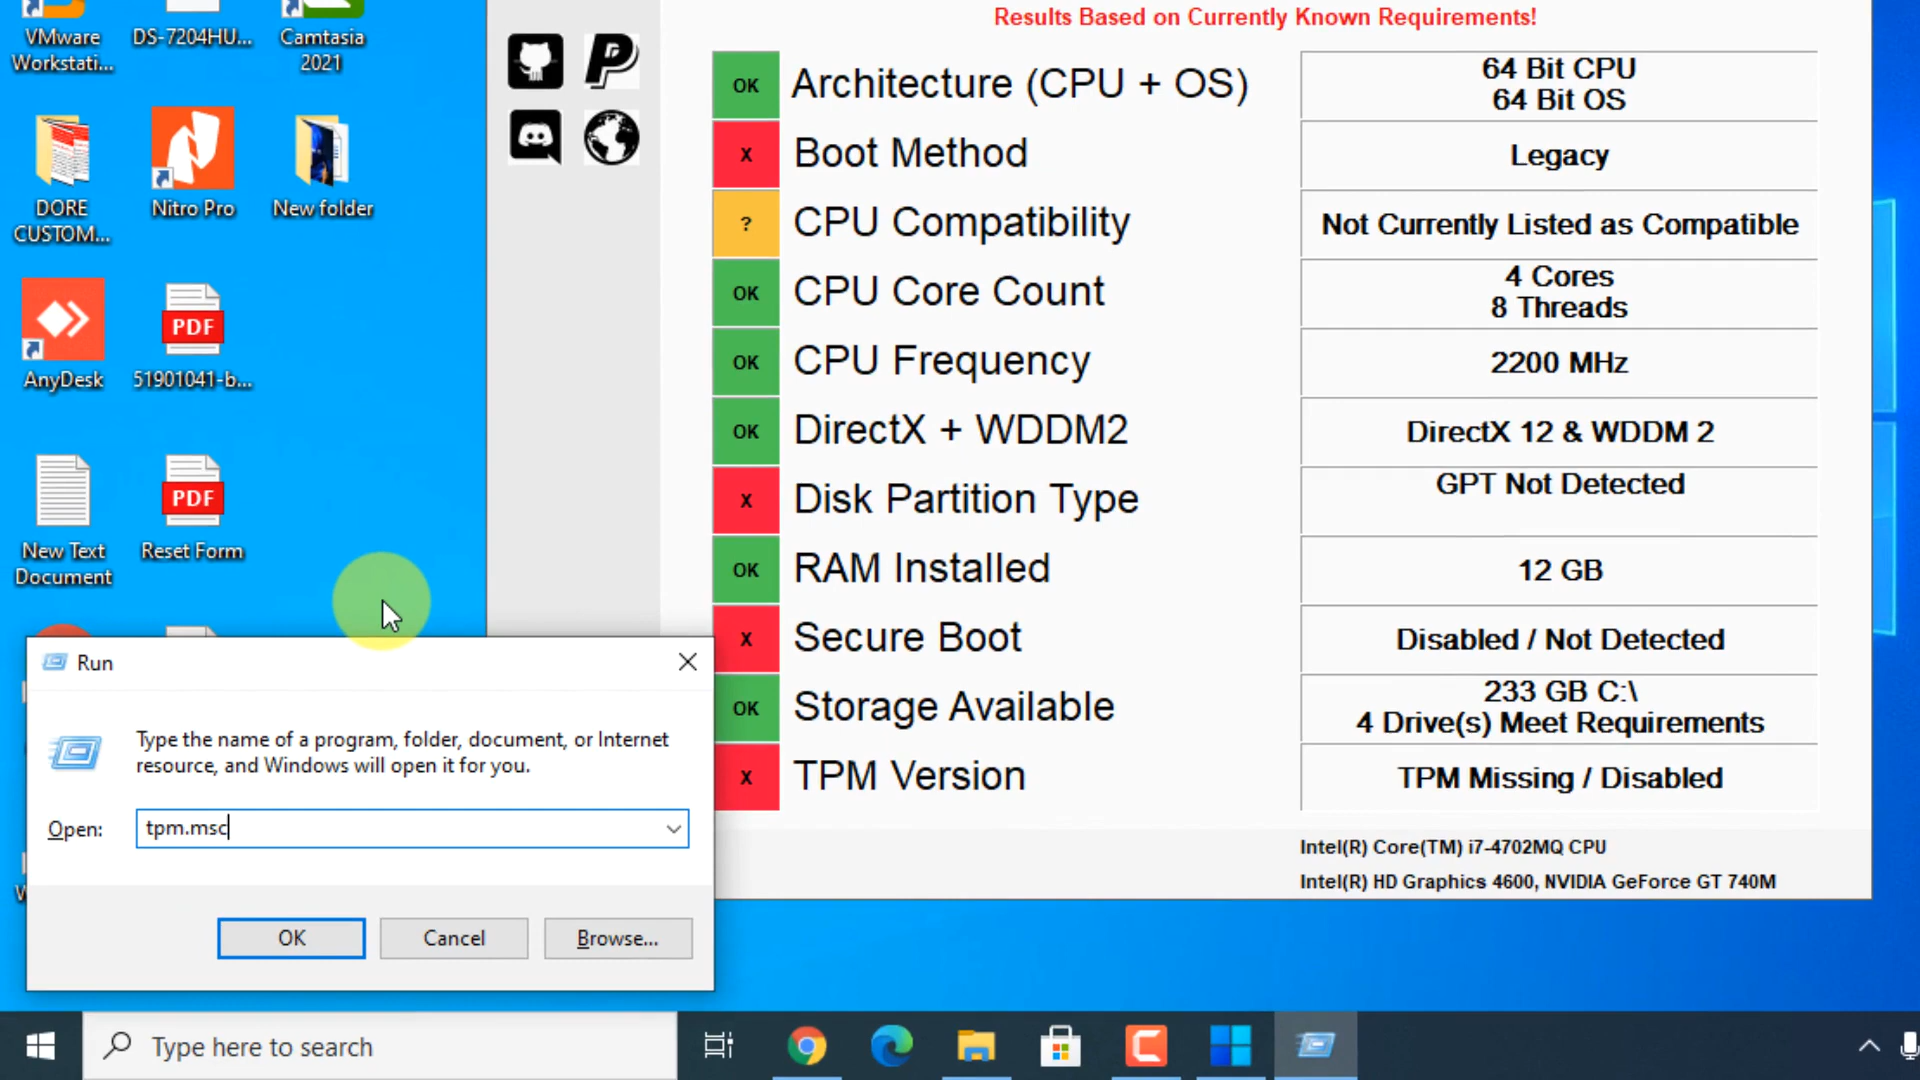 VMware
Workstati...
DS-7204HU...
Camtasia
2021
DORE
CUSTOM...
Nitro Pro
New folder
AnyDesk
PDF
51901041-b...
New Text
Document
PDF
Reset Form
Results Based on Currently Known Requirements!
OK
Architecture (CPU + OS)
64 Bit CPU
64 Bit OS
X
Boot Method
Legacy
?
CPU Compatibility
Not Currently Listed as Compatible
OK
CPU Core Count
4 Cores
8 Threads
OK
CPU Frequency
2200 MHz
OK
DirectX + WDDM2
DirectX 12 & WDDM 2
X
Disk Partition Type
GPT Not Detected
OK
RAM Installed
12 GB
X
Secure Boot
Disabled / Not Detected
OK
Storage Available
233 GB C:\
4 Drive(s) Meet Requirements
X
TPM Version
TPM Missing / Disabled
Intel(R) Core(TM) i7-4702MQ CPU
Intel(R) HD Graphics 4600, NVIDIA GeForce GT 740M
Run
Type the name of a program, folder, document, or Internet
resource, and Windows will open it for you.
Open:
tpm.msc
OK
Cancel
Browse...
Type here to search